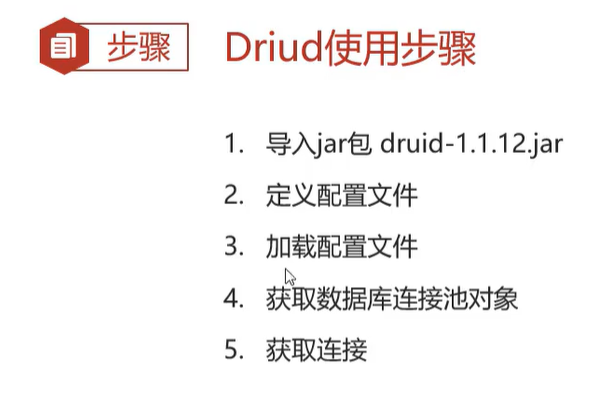 步骤
Driud使用步骤
1. 导入jar包 druid-1.1.12.jar
2. 定义配置文件
3. 加载配置文件
4. 获取数据库连接池对象
5. 获取连接